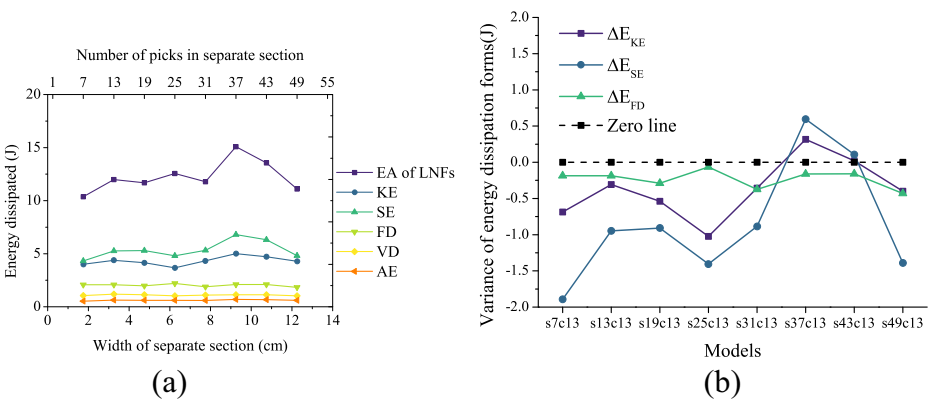 Number of picks in separate section
1 7 13 19 25 31 37 43 49 55
20
15
10
5
0
Energy dissipated (J)
0 2 4 6 8 10 12 14
Width of separate section (cm)
EA of LNFs
KE
SE
FD
VD
AE
(a)
2.0
1.5
1.0
0.5
0.0
-0.5
-1.0
-1.5
-2.0
Variance of energy dissipation forms(J)
ΔE_KE
ΔE_SE
ΔE_FD
Zero line
s7c13 s13c13 s19c13 s25c13 s31c13 s37c13 s43c13 s49c13
Models
(b)